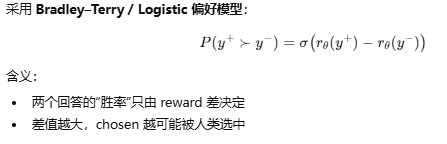 采用 Bradley–Terry / Logistic 偏好模型：
P(y⁺ ≻ y⁻) = σ(r_θ(y⁺) − r_θ(y⁻))
含义：
• 两个回答的“胜率”只由 reward 差决定
• 差值越大，chosen 越可能被人类选中